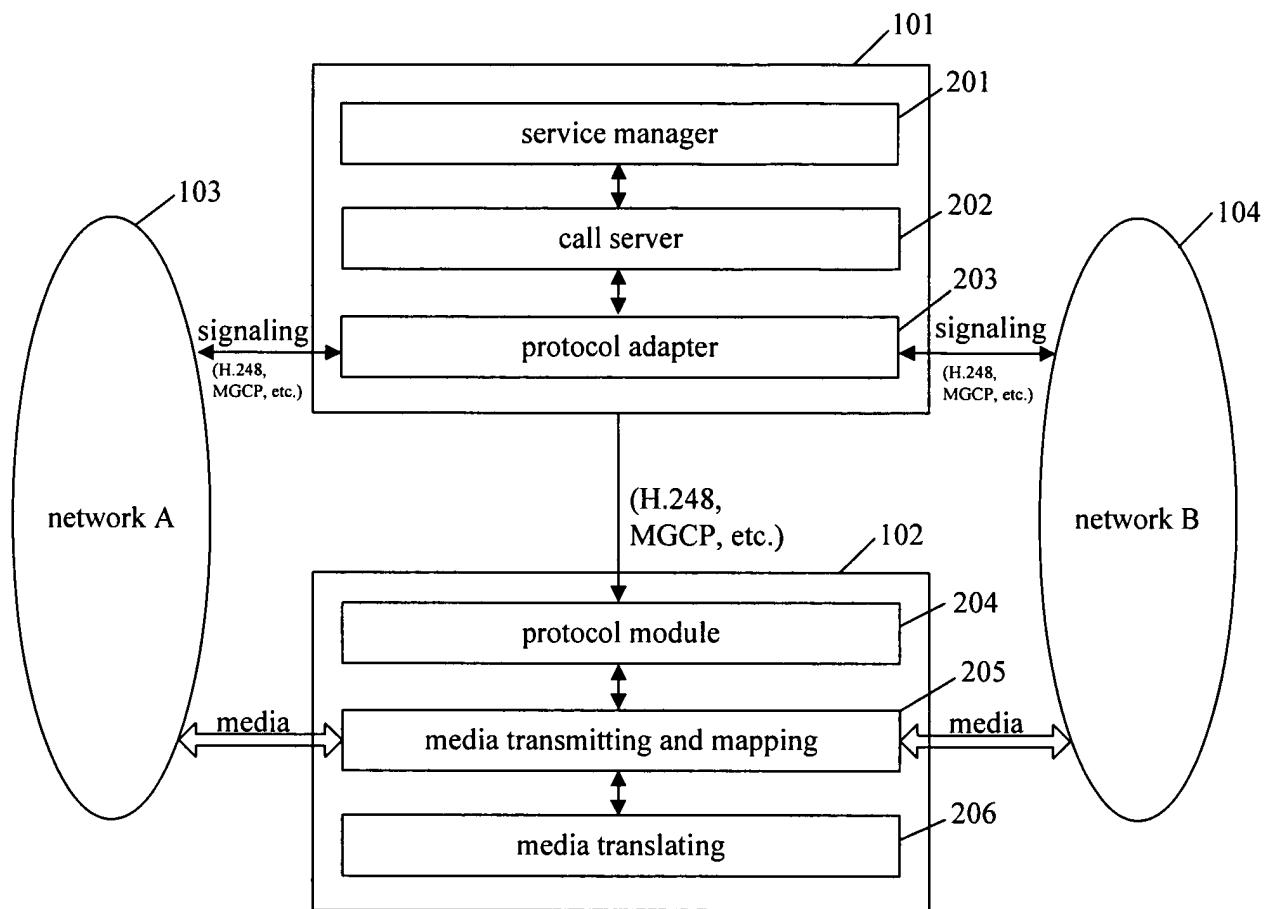 101
201
service manager
103
202
104
call server
203
signaling
protocol adapter
signaling
(H.248,
MGCP, etc.)
(H.248,
MGCP, etc.)
network A
(H.248,
MGCP, etc.)
network B
102
204
protocol module
205
media
media transmitting and mapping
media
206
media translating